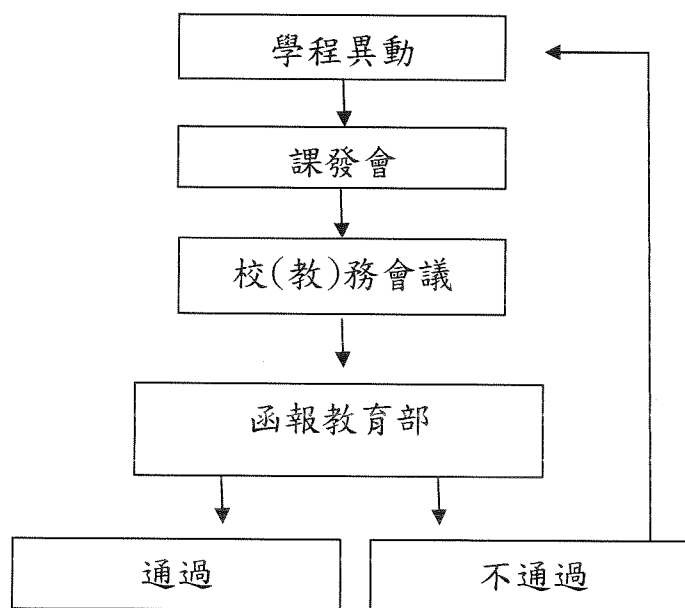 學程異動
課發會
校(教)務會議
函報教育部
通過
不通過